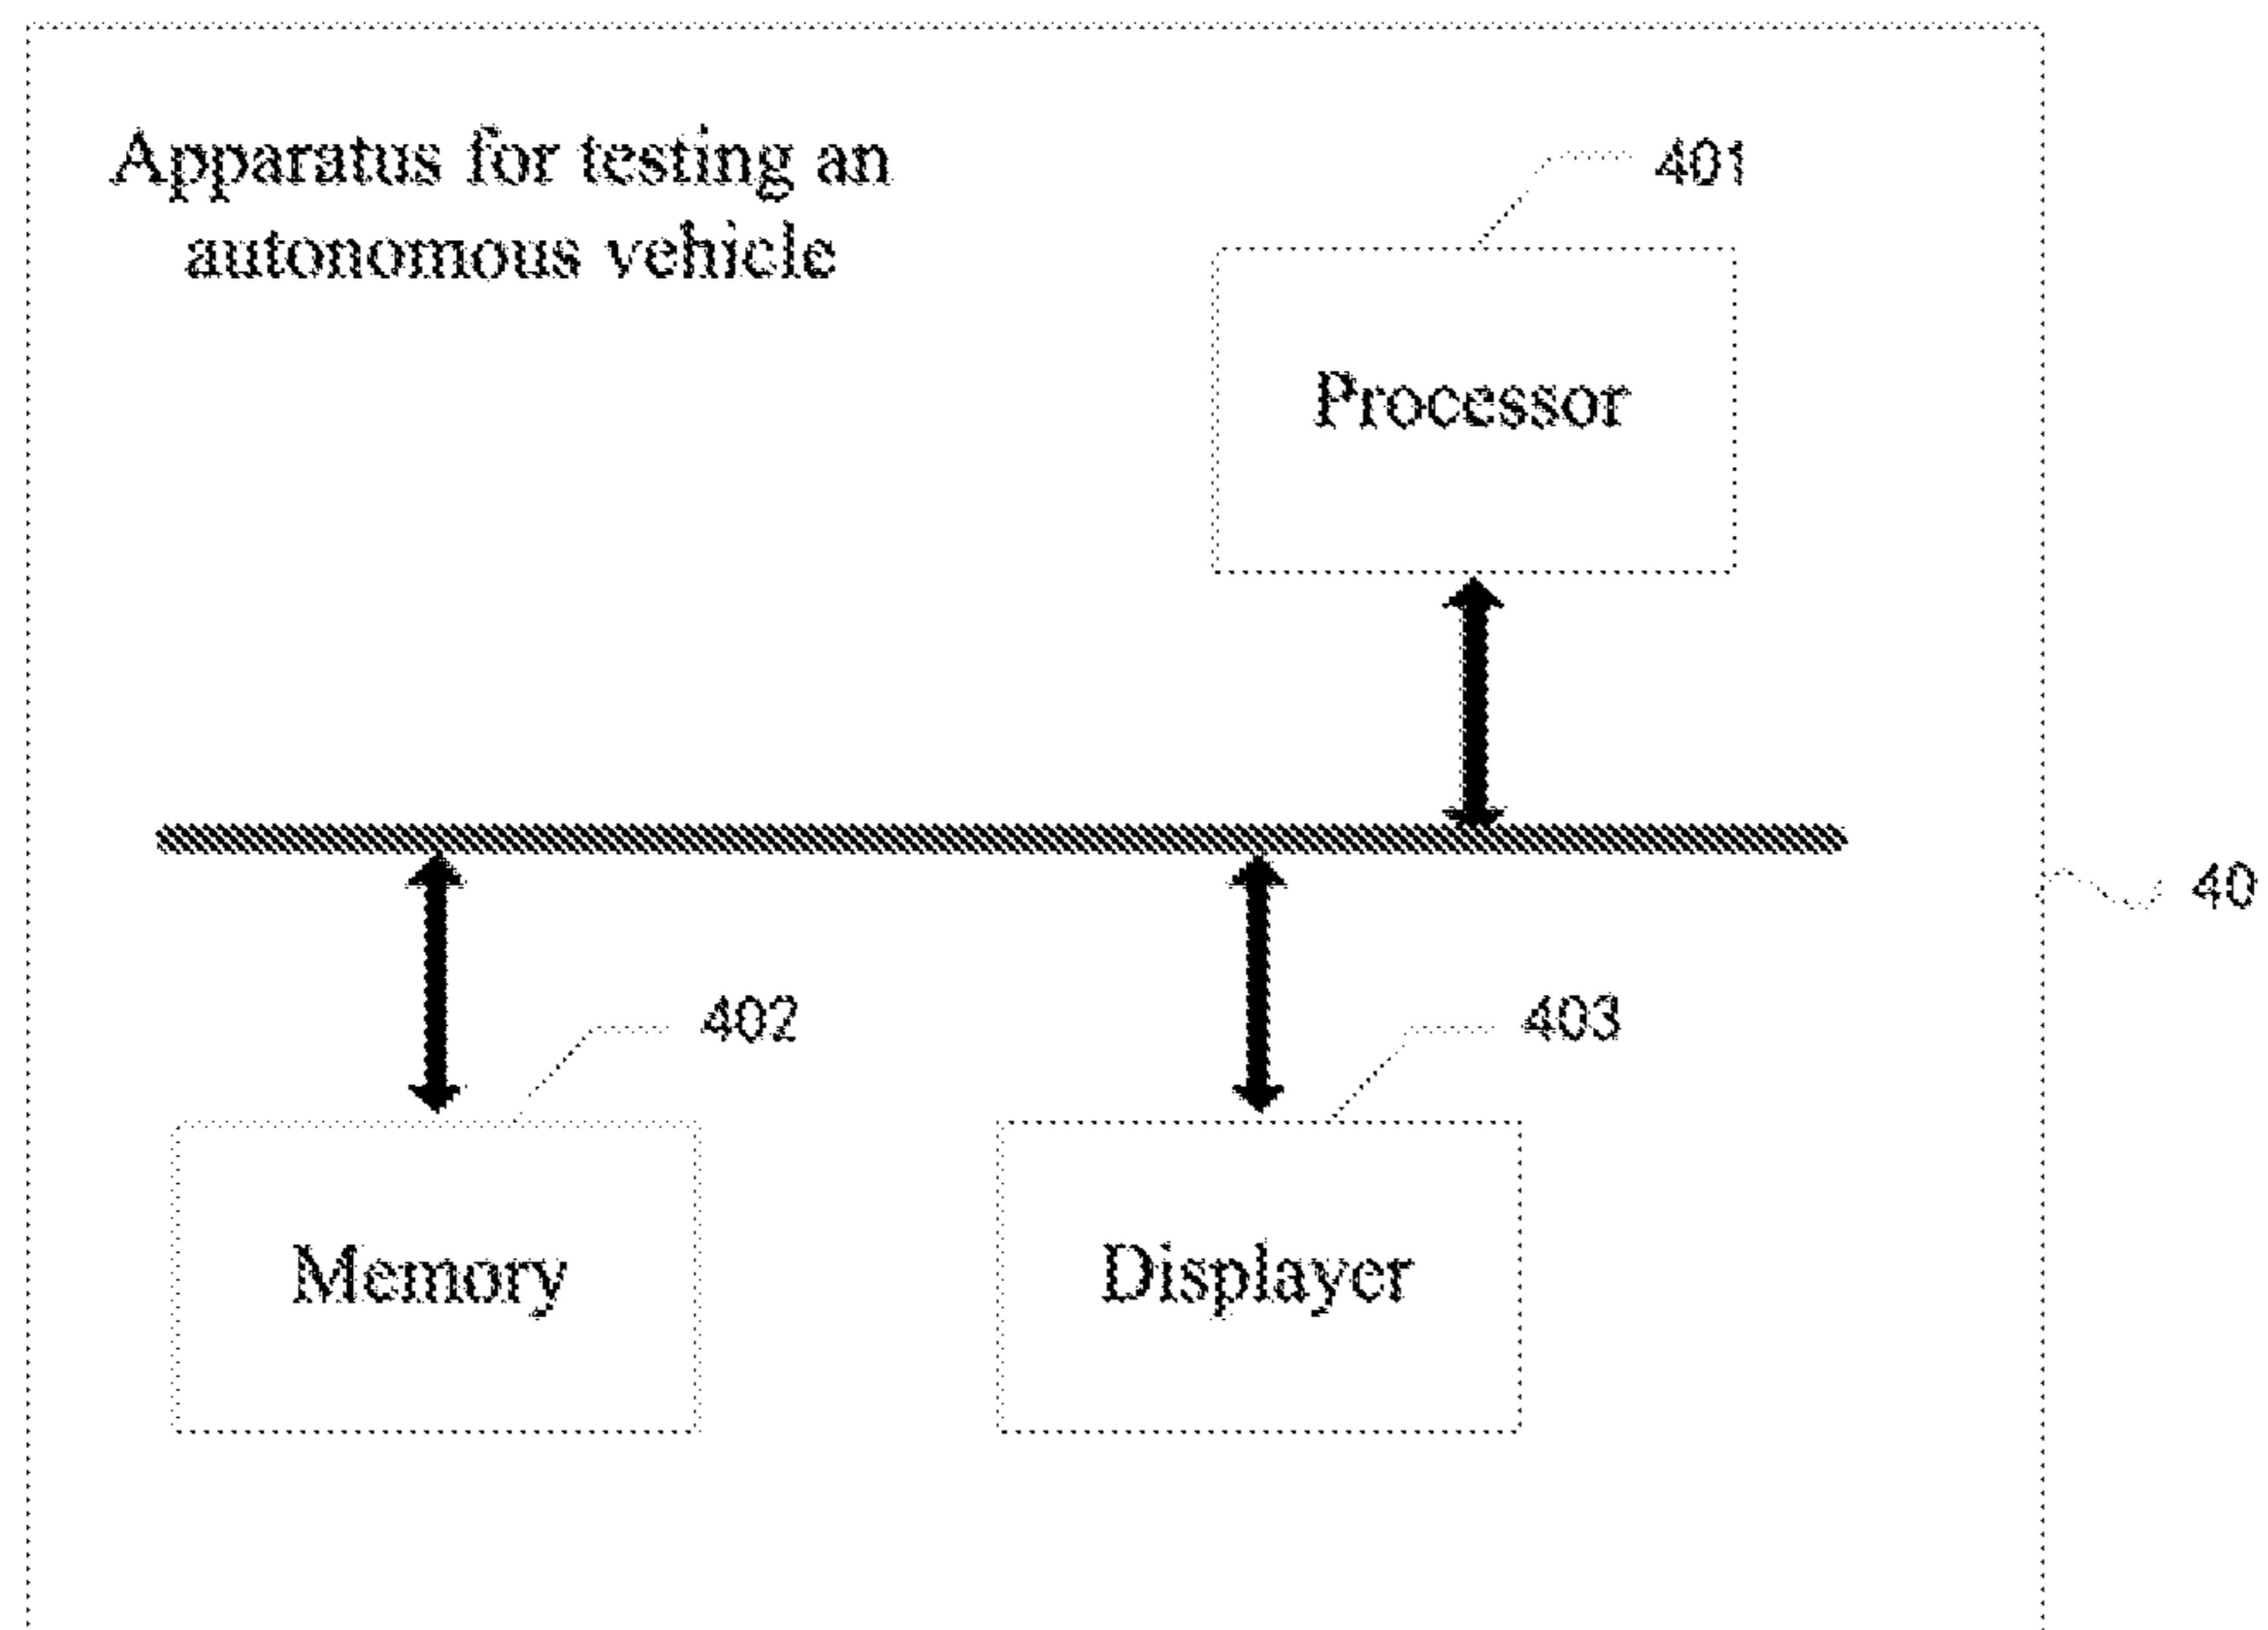 Apparatus for testing an
autonomous vehicle
401
Processor
40
402
403
Memory
Displayer